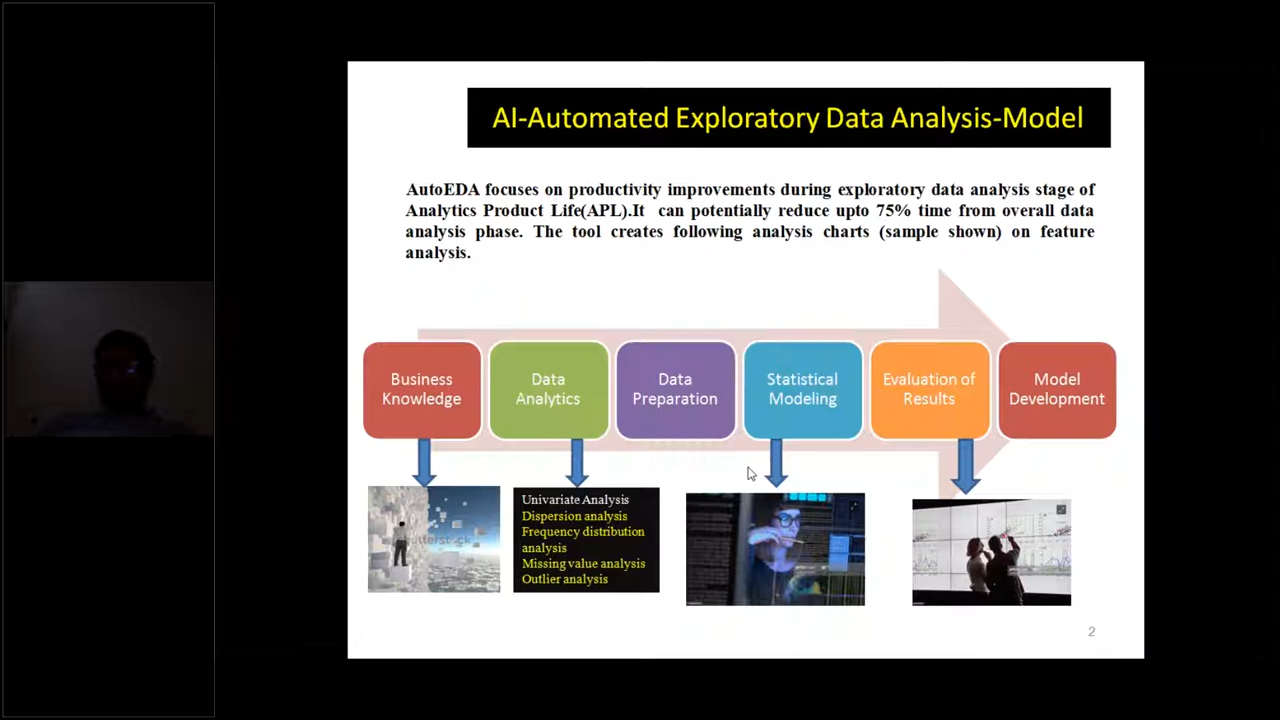 AI-Automated Exploratory Data Analysis-Model
AutoEDA focuses on productivity improvements during exploratory data analysis stage of
Analytics Product Life(APL).It can potentially reduce upto 75% time from overall data
analysis phase. The tool creates following analysis charts (sample shown) on feature
analysis.
Business
Knowledge
Data
Analytics
Data
Preparation
Statistical
Modeling
Evaluation of
Results
Model
Development
Univariate Analysis
Dispersion analysis
Frequency distribution
analysis
Missing value analysis
Outlier analysis
2